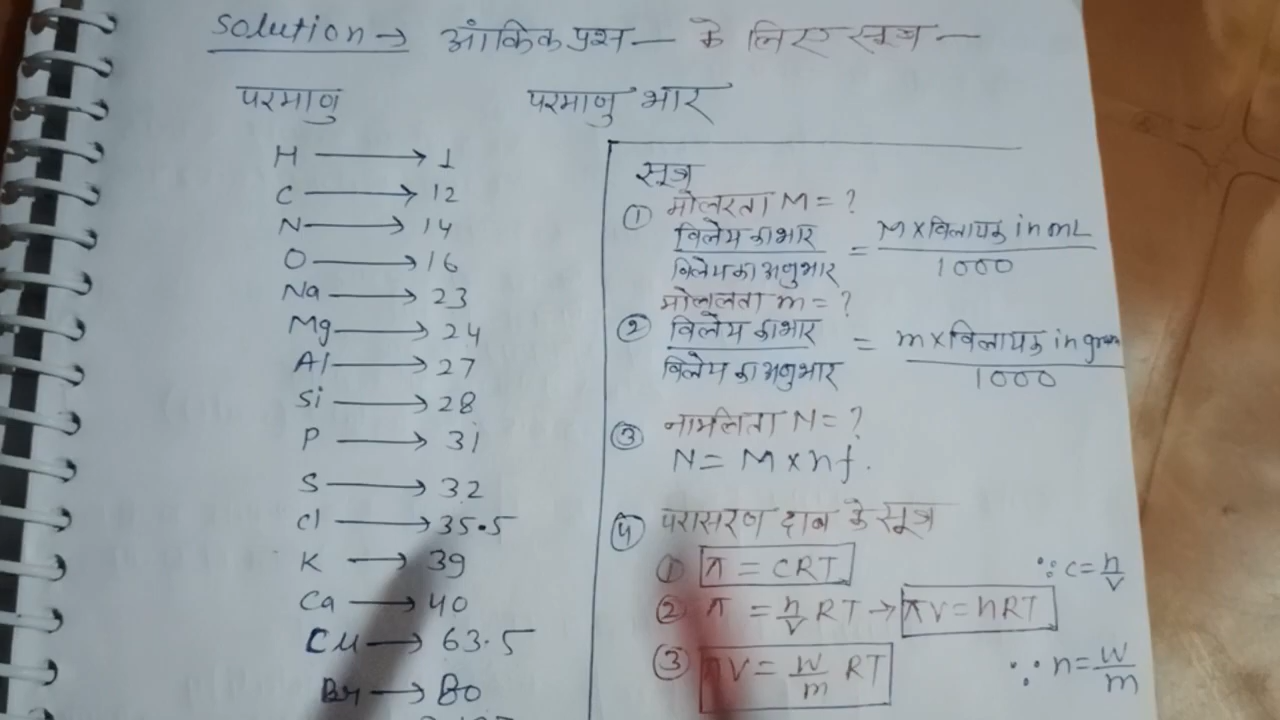 Solution → आंकिक प्रश्न — के लिए सूत्र —
परमाणु परमाणु भार
H → 1
C → 12
N → 14
O → 16
Na → 23
Mg → 24
Al → 27
Si → 28
P → 31
S → 32
Cl → 35.5
K → 39
Ca → 40
Cu → 63.5
Br → 80
सूत्र
① मोलरता M = ?
विलेय का भार / विलेय का अणुभार = M × विलायक in mL / 1000
② मोललता m = ?
विलेय का भार / विलेय का अणुभार = m × विलायक in gram / 1000
③ नार्मलता N = ?
N = M × nf.
④ परासरण दाब के सूत्र
① π = CRT ∵ c = n/V
② π = n/V RT → πV = nRT
③ πV = W/m RT ∵ n = W/m